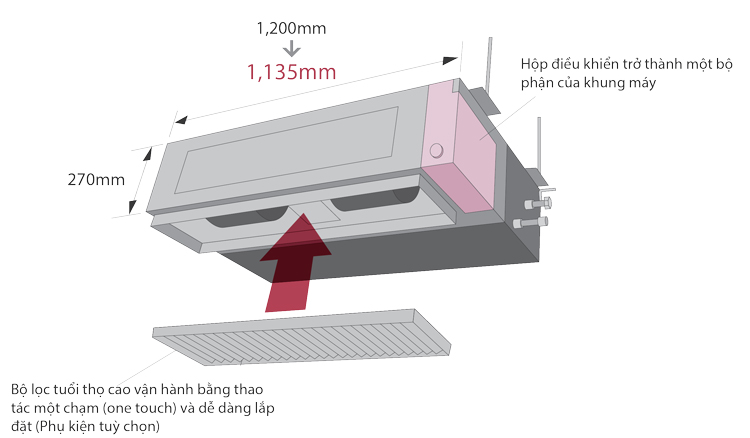 1,200mm
1,135mm
Hộp điều khiển trở thành một bộ
phận của khung máy
270mm
Bộ lọc tuổi thọ cao vận hành bằng thao
tác một chạm (one touch) và dễ dàng lắp
đặt (Phụ kiện tuỳ chọn)